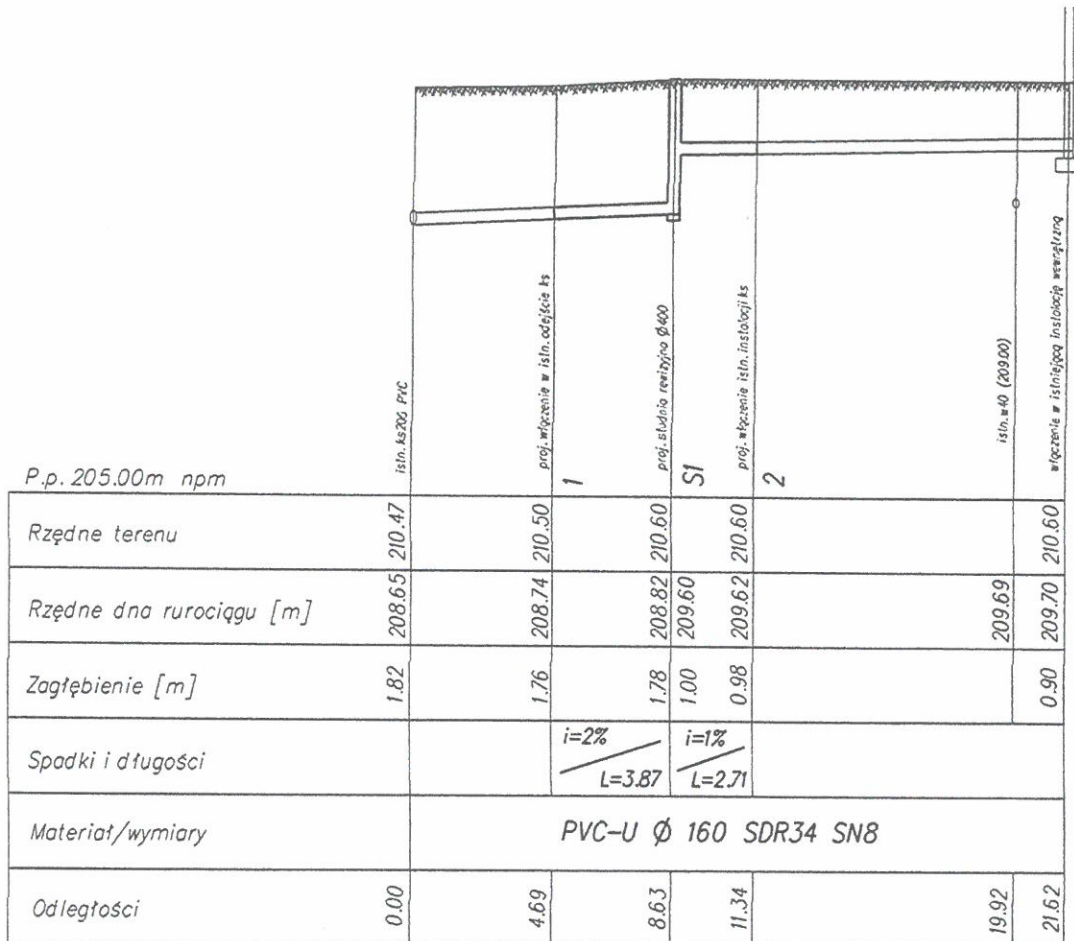 istn. ks200 PVC
proj. włączenie w istn. odejście ks
1
proj. studnia rewizyjna Ø400
S1
proj. włączenie istn. instalacji ks
2
istn. w40 (209.00)
włączenie w istniejącą instalację wewnętrzną
P.p. 205.00m npm
Rzędne terenu 210.47 210.50 210.60 210.60 210.60
Rzędne dna rurociągu [m] 208.65 208.74 208.82 209.60 209.62 209.69 209.70
Zagłębienie [m] 1.82 1.76 1.78 1.00 0.98 0.90
Spadki i długości i=2% L=3.87 i=1% L=2.71
Materiał/wymiary PVC-U Ø 160 SDR34 SN8
Odległości 0.00 4.69 8.63 11.34 19.92 21.62